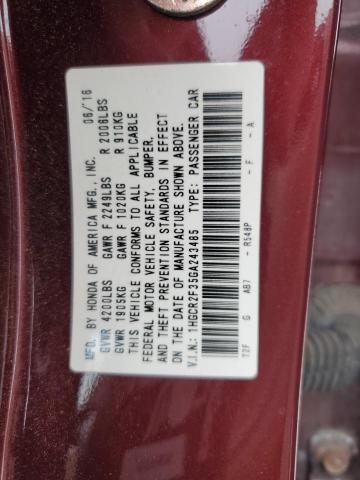 MFD. BY HONDA OF AMERICA MFG., INC. 06/16
GVWR 4200LBS GAWR F 2249LBS R 2006LBS
GVWR 1905KG GAWR F 1020KG R 910KG
THIS VEHICLE CONFORMS TO ALL APPLICABLE
FEDERAL MOTOR VEHICLE SAFETY, BUMPER,
AND THEFT PREVENTION STANDARDS IN EFFECT
ON THE DATE OF MANUFACTURE SHOWN ABOVE.
V.I.N.: 1HGCR2F35GA243485 TYPE: PASSENGER CAR
T2F G AB7 - R548P - F - A